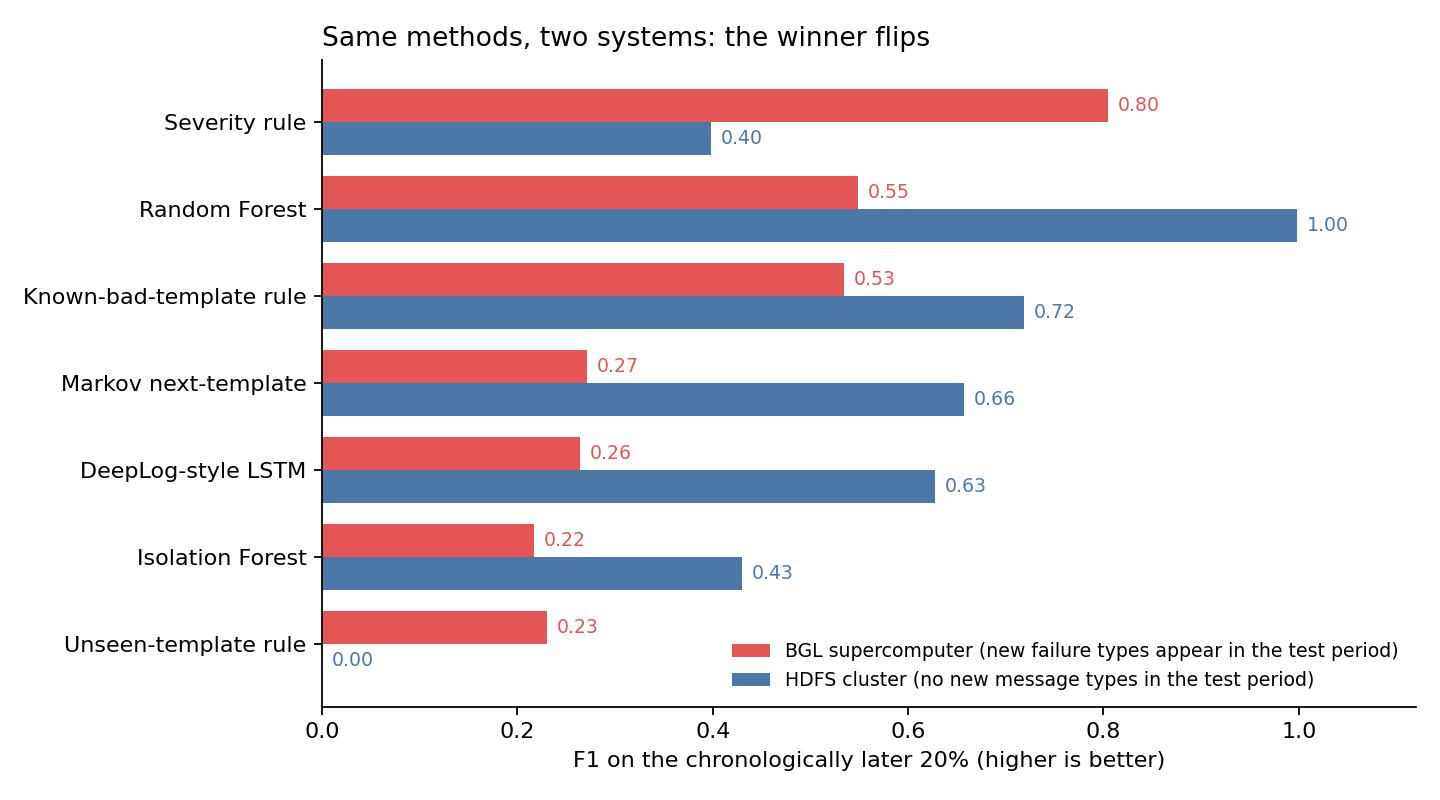 Same methods, two systems: the winner flips
Severity rule
0.80
0.40
Random Forest
0.55
1.00
Known-bad-template rule
0.53
0.72
Markov next-template
0.27
0.66
DeepLog-style LSTM
0.26
0.63
Isolation Forest
0.22
0.43
Unseen-template rule
0.23
0.00
BGL supercomputer (new failure types appear in the test period)
HDFS cluster (no new message types in the test period)
0.0 0.2 0.4 0.6 0.8 1.0
F1 on the chronologically later 20% (higher is better)